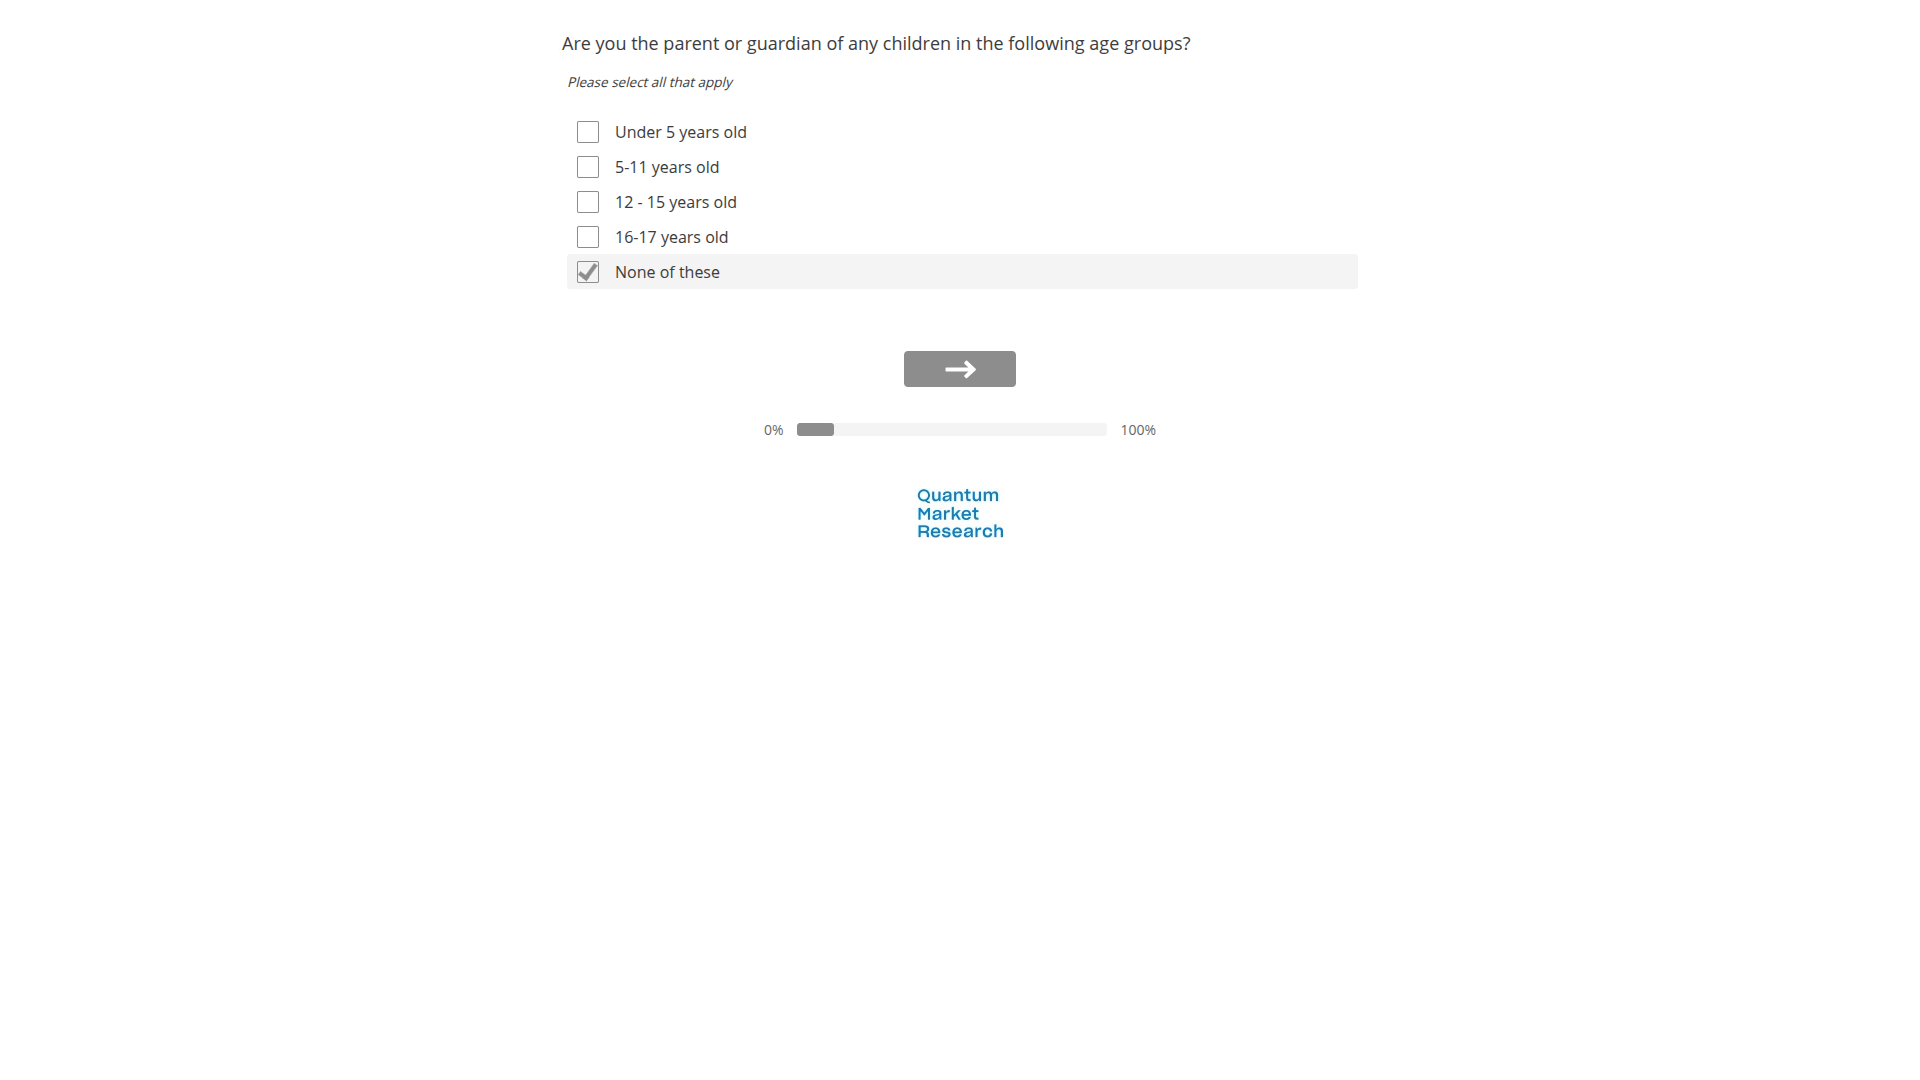 Are you the parent or guardian of any children in the following age groups?
Please select all that apply
Under 5 years old
5-11 years old
12 - 15 years old
16-17 years old
None of these
0% 100%
Quantum
Market
Research